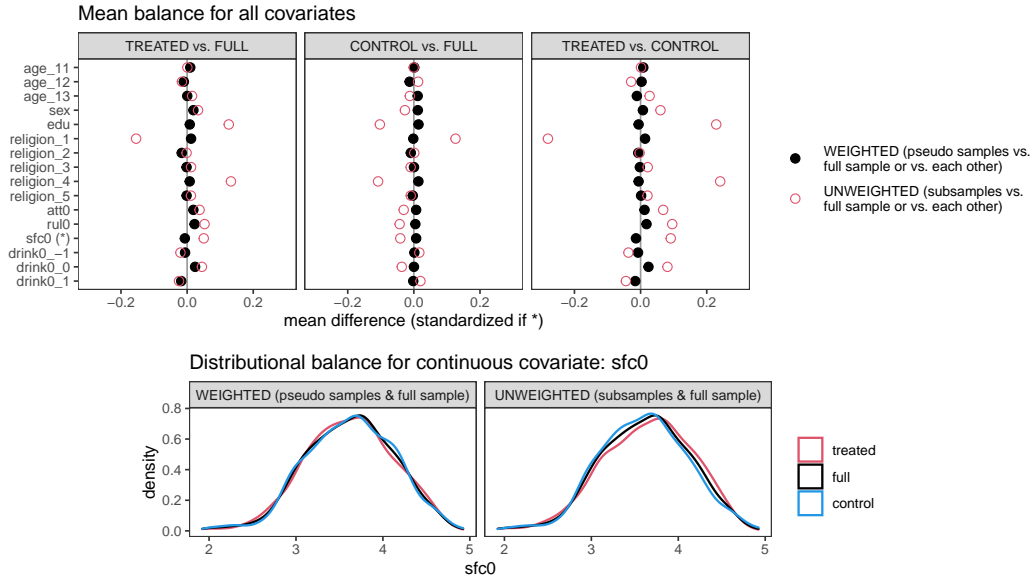 Mean balance for all covariates
TREATED vs. FULL
CONTROL vs. FULL
TREATED vs. CONTROL
age_11
age_12
age_13
sex
edu
religion_1
religion_2
religion_3
religion_4
religion_5
att0
rul0
sfc0 (*)
drink0_−1
drink0_0
drink0_1
−0.2 0.0 0.2
−0.2 0.0 0.2
−0.2 0.0 0.2
mean difference (standardized if *)
WEIGHTED (pseudo samples vs.
full sample or vs. each other)
UNWEIGHTED (subsamples vs.
full sample or vs. each other)
Distributional balance for continuous covariate: sfc0
WEIGHTED (pseudo samples & full sample)
UNWEIGHTED (subsamples & full sample)
density
0.8
0.6
0.4
0.2
0.0
2 3 4 5
2 3 4 5
sfc0
treated
full
control